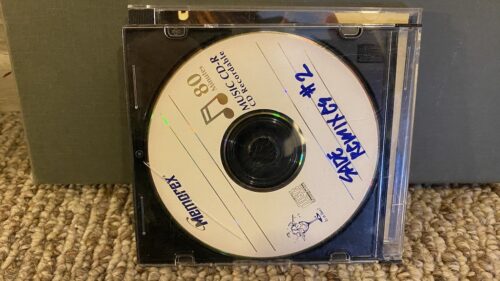 80
Minutes
MUSIC CD-R
CD Recordable
SADE
REMIXES #2
Memorex